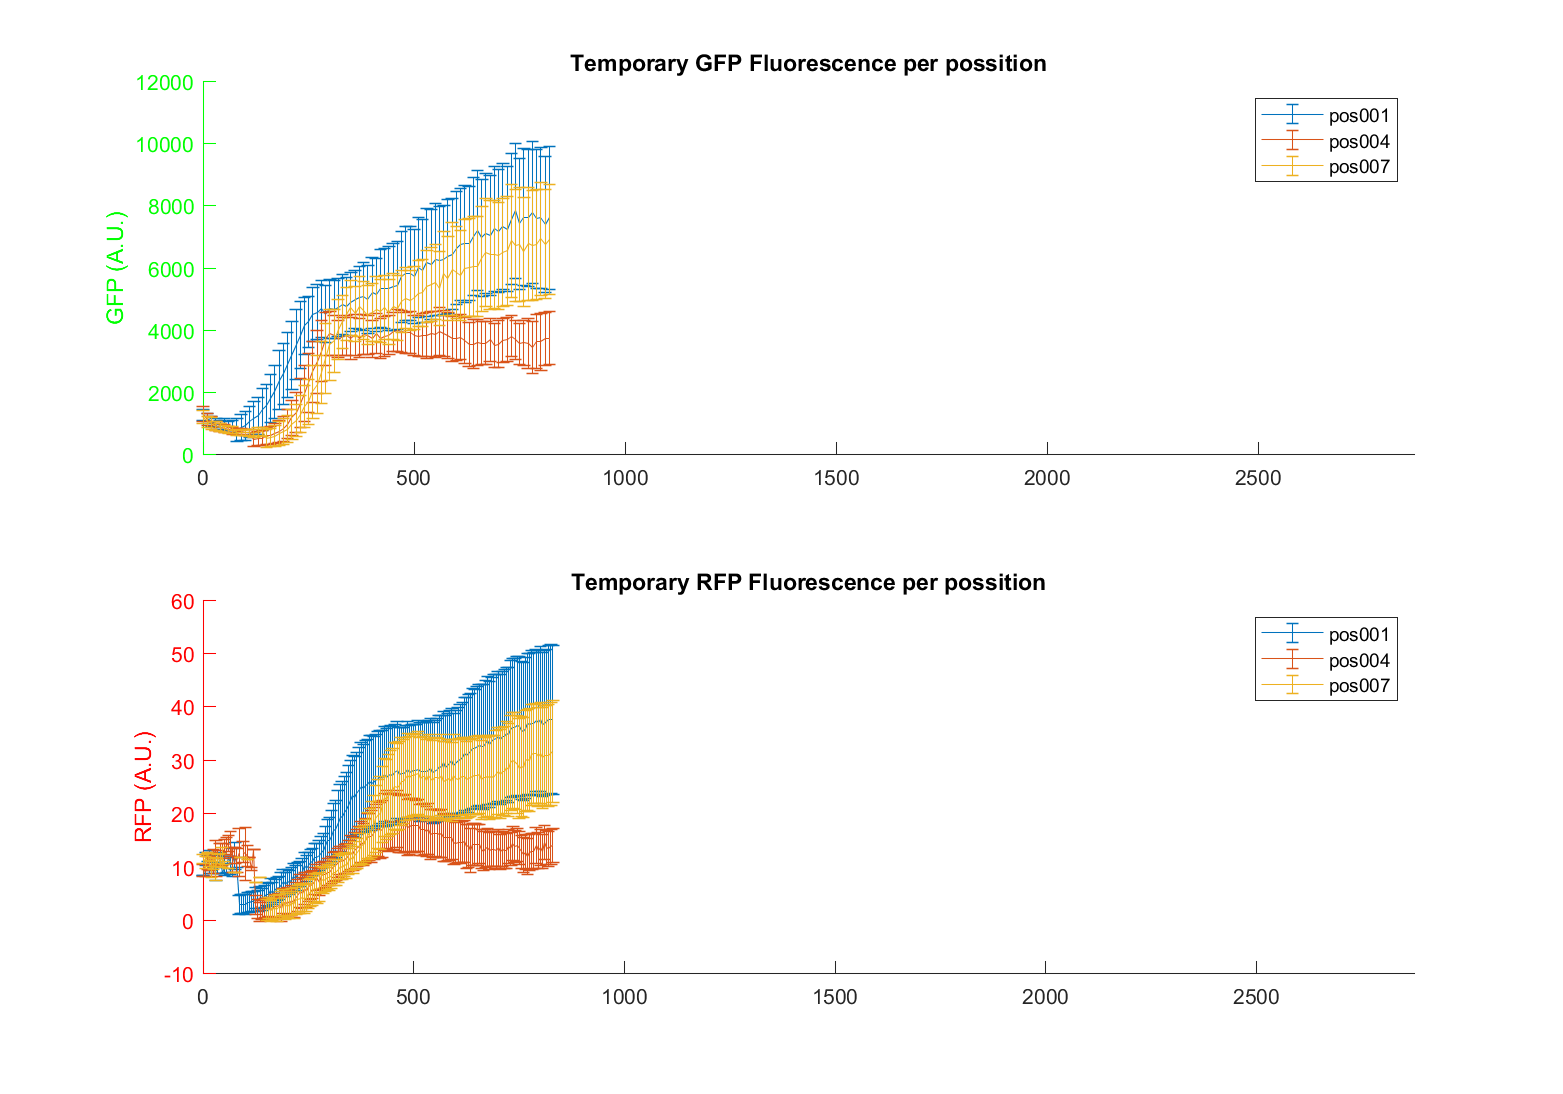 Temporary GFP Fluorescence per possition
12000
10000
8000
6000
4000
2000
0
GFP (A.U.)
pos001
pos004
pos007
0 500 1000 1500 2000 2500
Temporary RFP Fluorescence per possition
60
50
40
30
20
10
0
-10
RFP (A.U.)
pos001
pos004
pos007
0 500 1000 1500 2000 2500